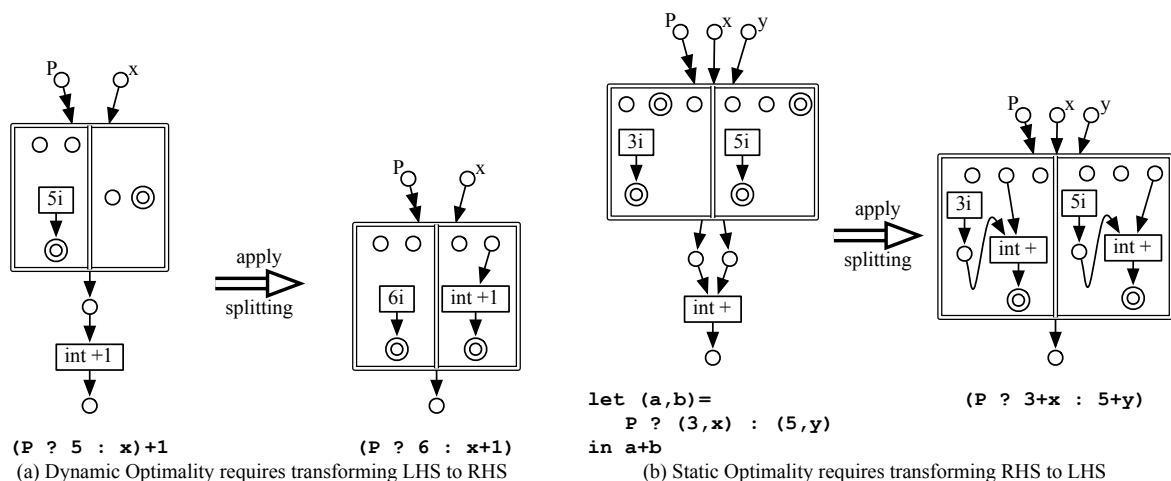 P x
5i
int +1
P x
6i int +1
apply
splitting
(P ? 5 : x)+1
(P ? 6 : x+1)
(a) Dynamic Optimality requires transforming LHS to RHS
P x y
3i 5i
int +
P x y
3i 5i
int + int +
apply
splitting
let (a,b)=
P ? (3,x) : (5,y)
in a+b
(P ? 3+x : 5+y)
(b) Static Optimality requires transforming RHS to LHS